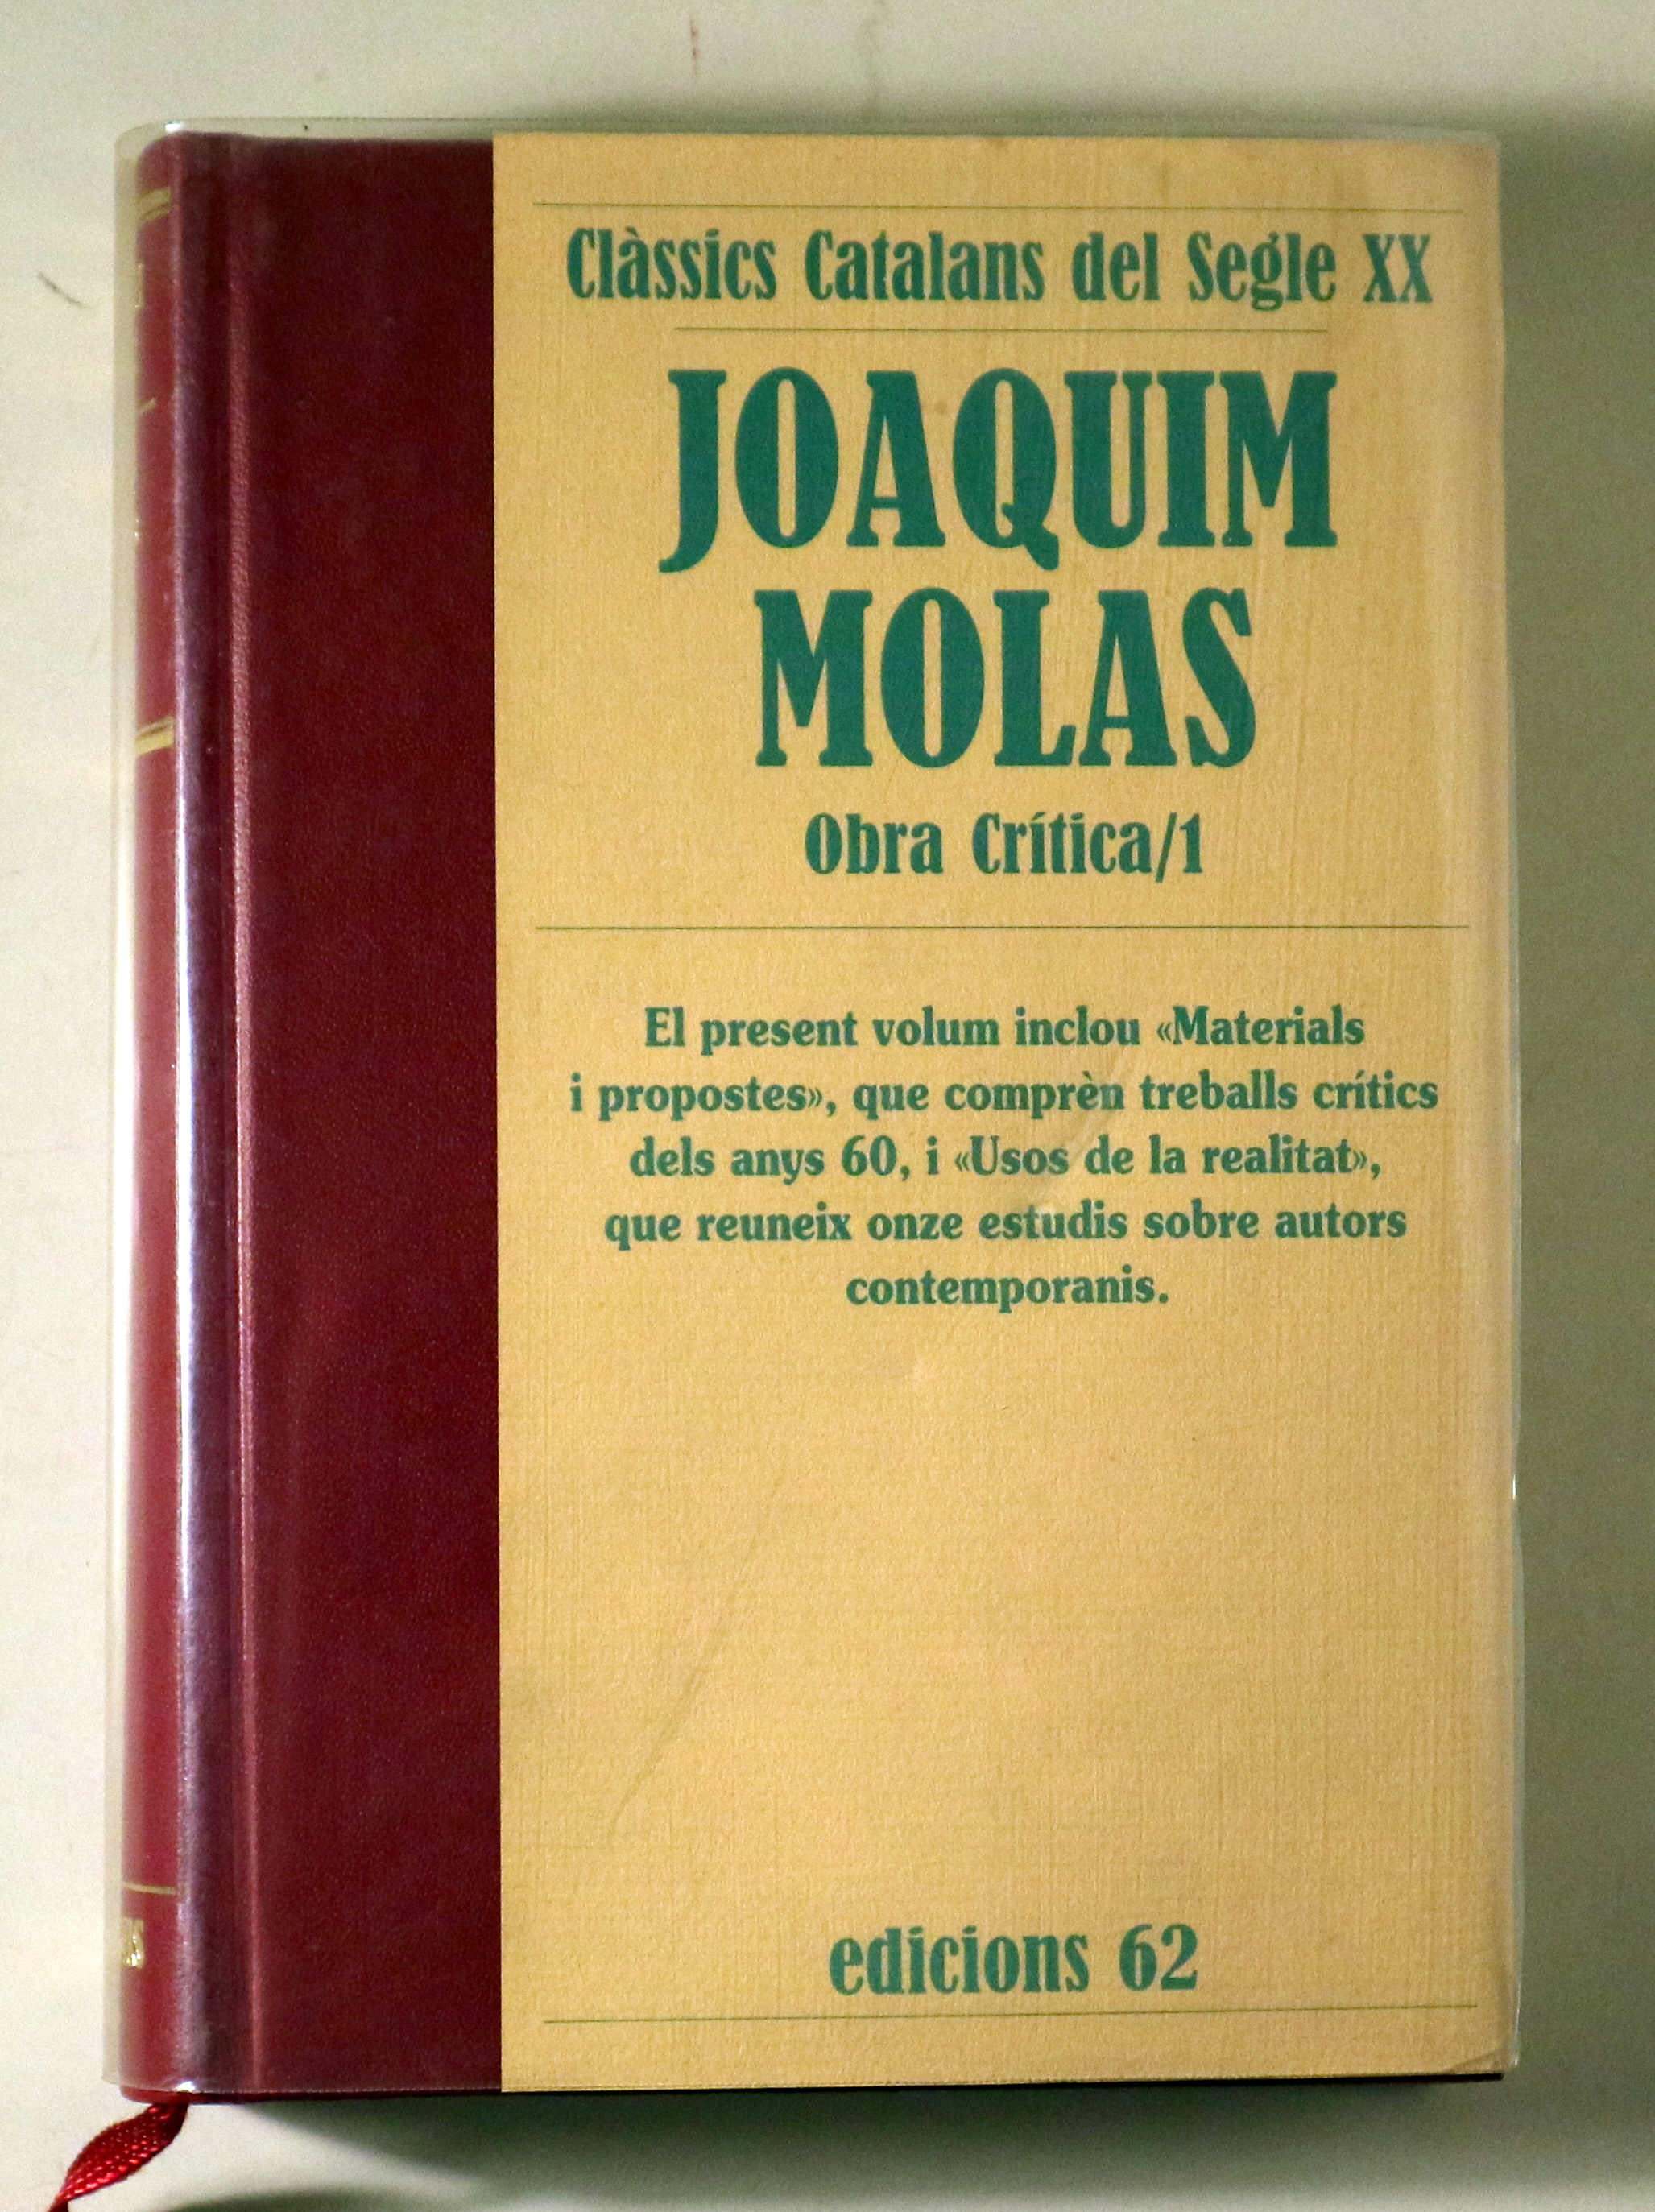 Clàssics Catalans del Segle XX
JOAQUIM
MOLAS
Obra Crítica/1
El present volum inclou «Materials
i propostes», que comprèn treballs crítics
dels anys 60, i «Usos de la realitat»,
que reuneix onze estudis sobre autors
contemporanis.
edicions 62